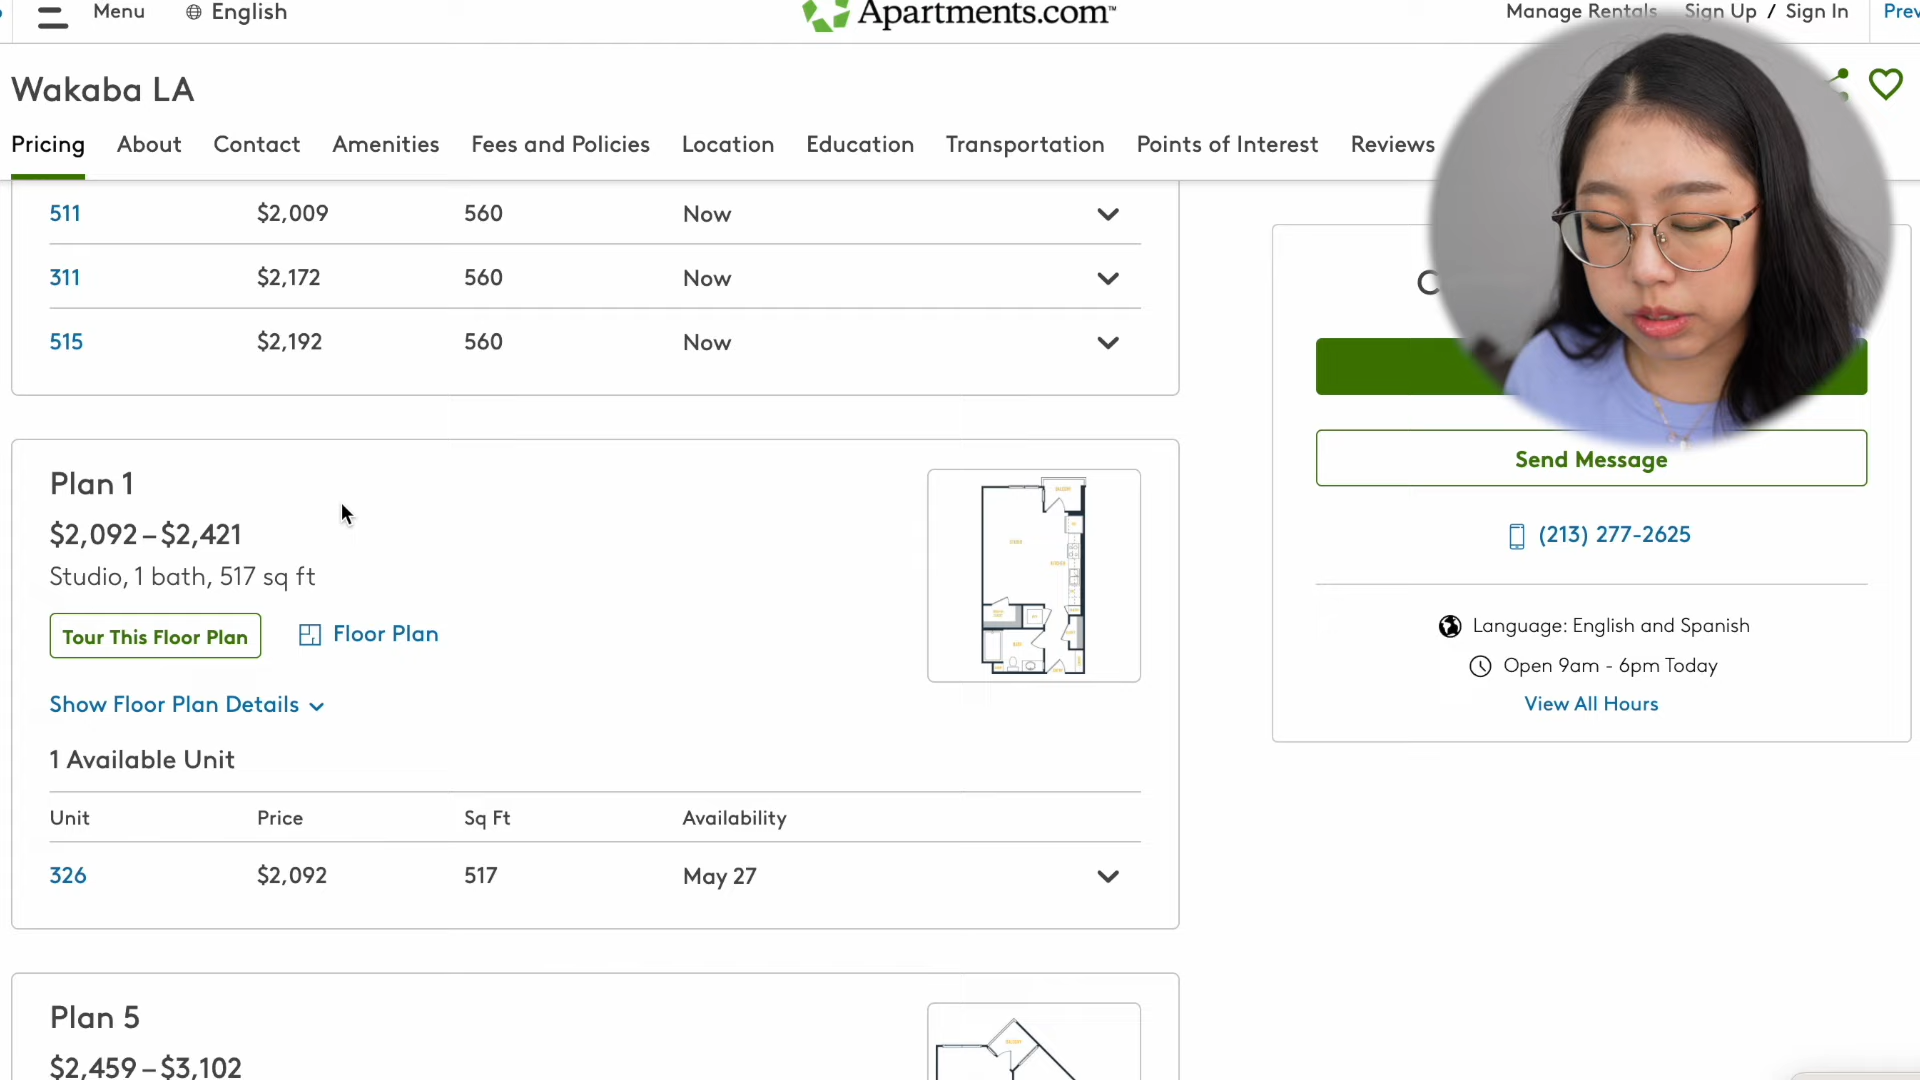 Menu
English
Apartments.com™
Manage Rentals
Sign Up / Sign In
Wakaba LA
Pricing
About
Contact
Amenities
Fees and Policies
Location
Education
Transportation
Points of Interest
Reviews
511 $2,009 560 Now
311 $2,172 560 Now
515 $2,192 560 Now
Plan 1
$2,092 – $2,421
Studio, 1 bath, 517 sq ft
Tour This Floor Plan
Floor Plan
Show Floor Plan Details
1 Available Unit
Unit Price Sq Ft Availability
326 $2,092 517 May 27
Plan 5
$2,459 – $3,102
Send Message
(213) 277-2625
Language: English and Spanish
Open 9am - 6pm Today
View All Hours